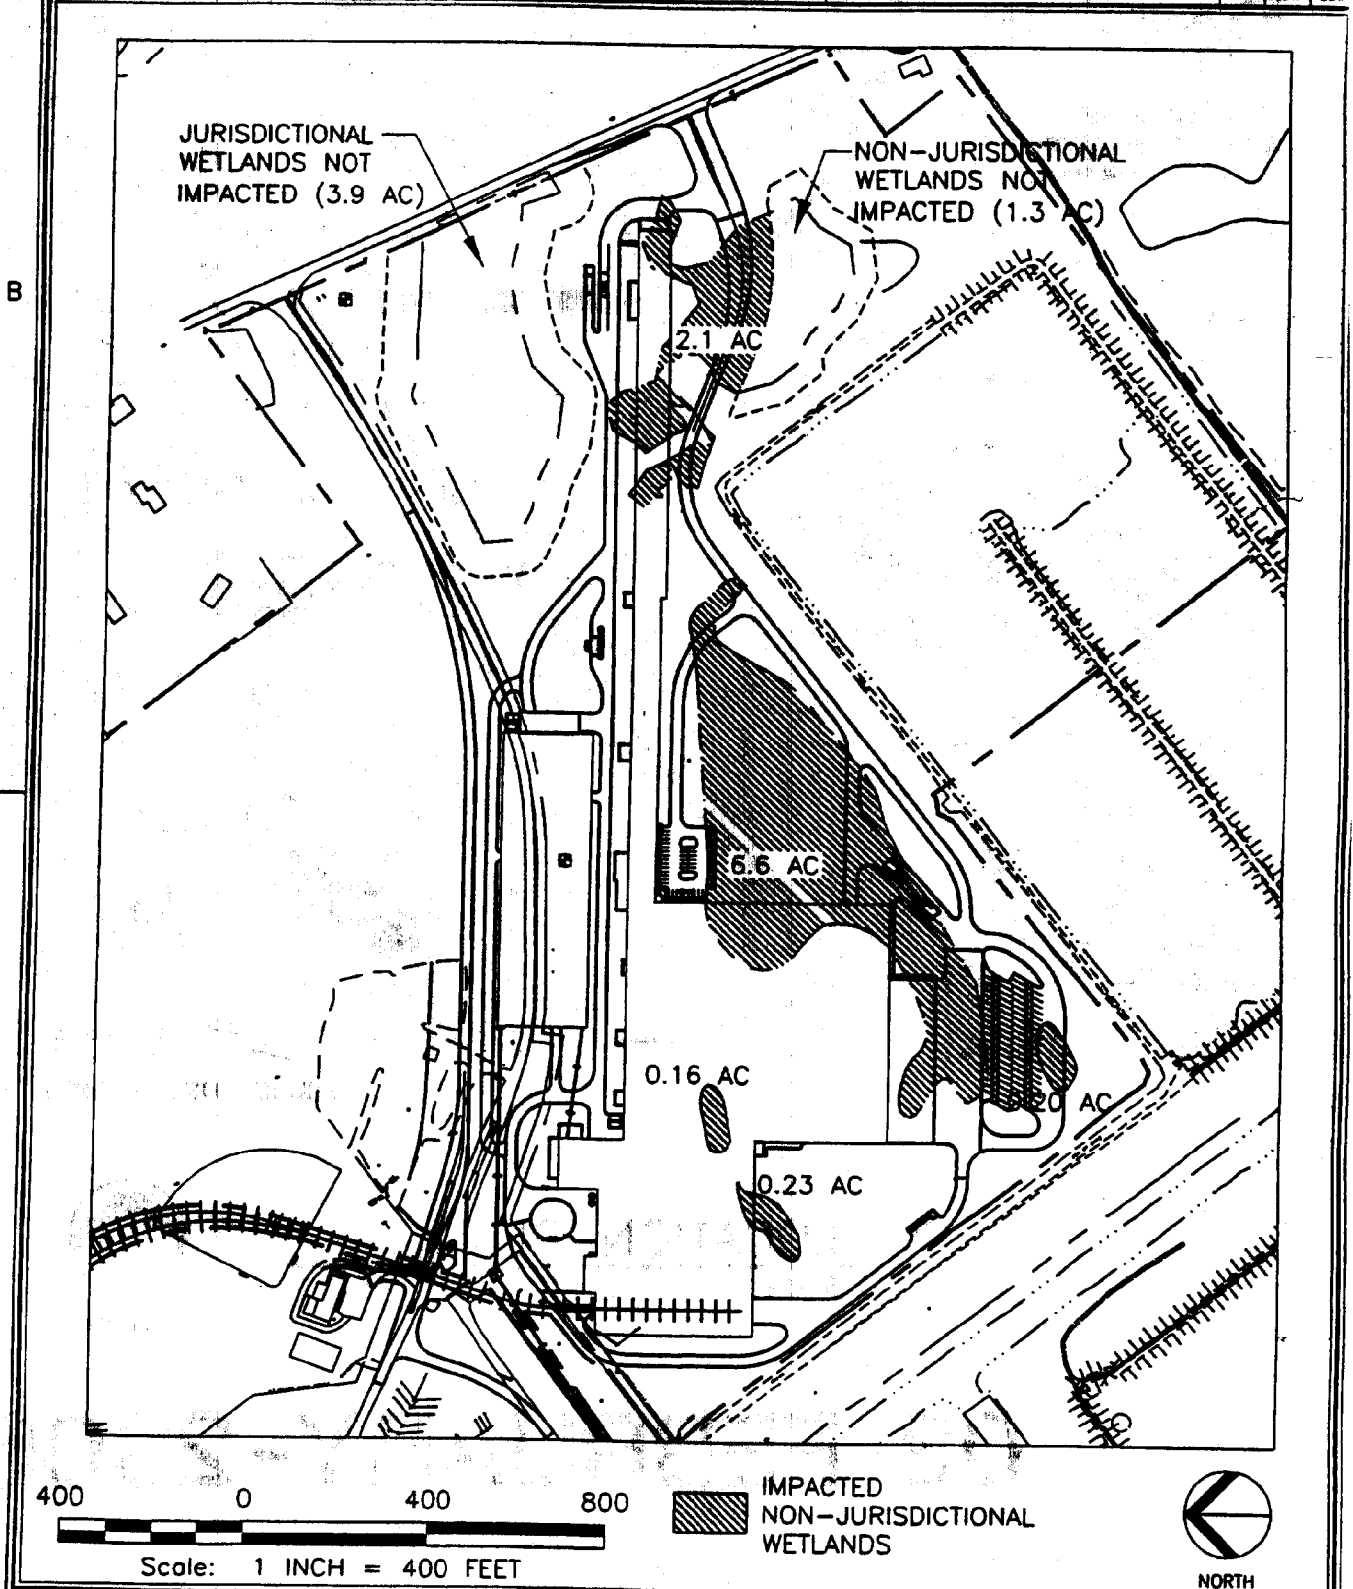 JURISDICTIONAL
WETLANDS NOT
IMPACTED (3.9 AC)
NON-JURISDICTIONAL
WETLANDS NOT
IMPACTED (1.3 AC)
B
2.1 AC
6.6 AC
0.16 AC
0.20 AC
0.23 AC
400 0 400 800
Scale: 1 INCH = 400 FEET
IMPACTED
NON-JURISDICTIONAL
WETLANDS
NORTH